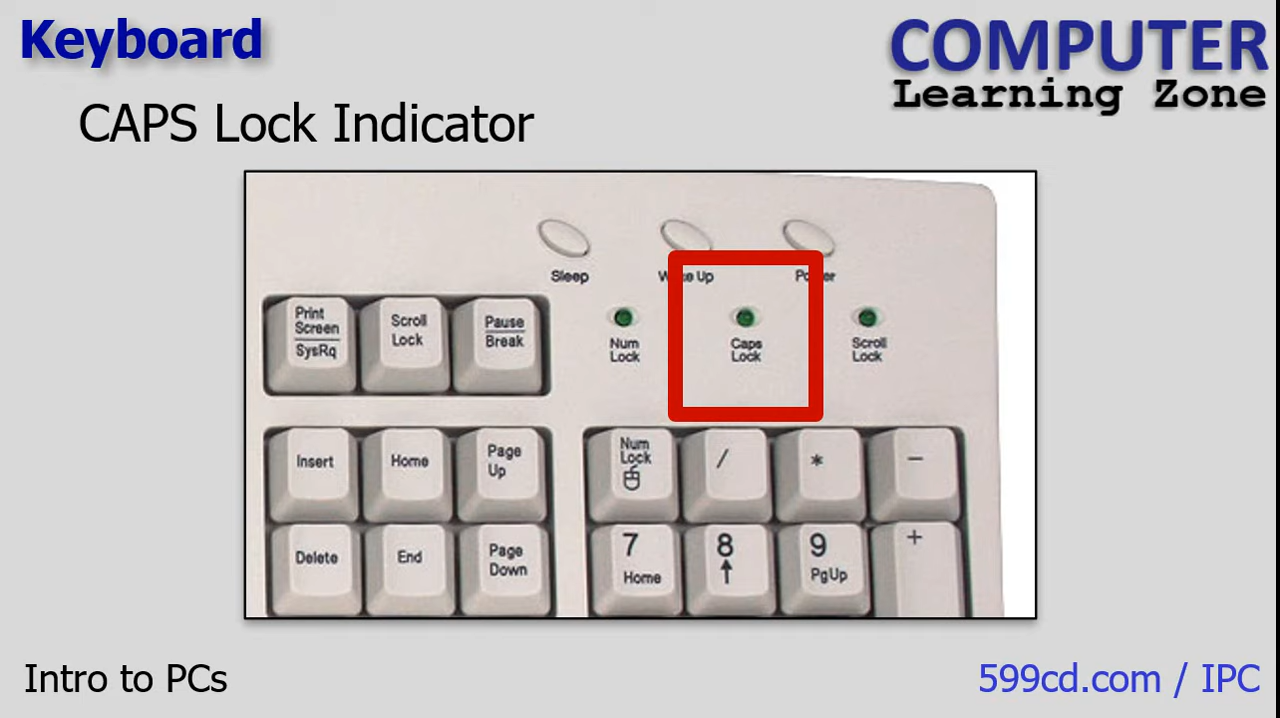 Keyboard
COMPUTER
Learning Zone
CAPS Lock Indicator
Sleep
Wake Up
Power
Print
Screen
SysRq
Scroll
Lock
Pause
Break
Num
Lock
Caps
Lock
Scroll
Lock
Insert
Home
Page
Up
Num
Lock
/
*
−
Delete
End
Page
Down
7
Home
8
↑
9
PgUp
+
Intro to PCs
599cd.com / IPC